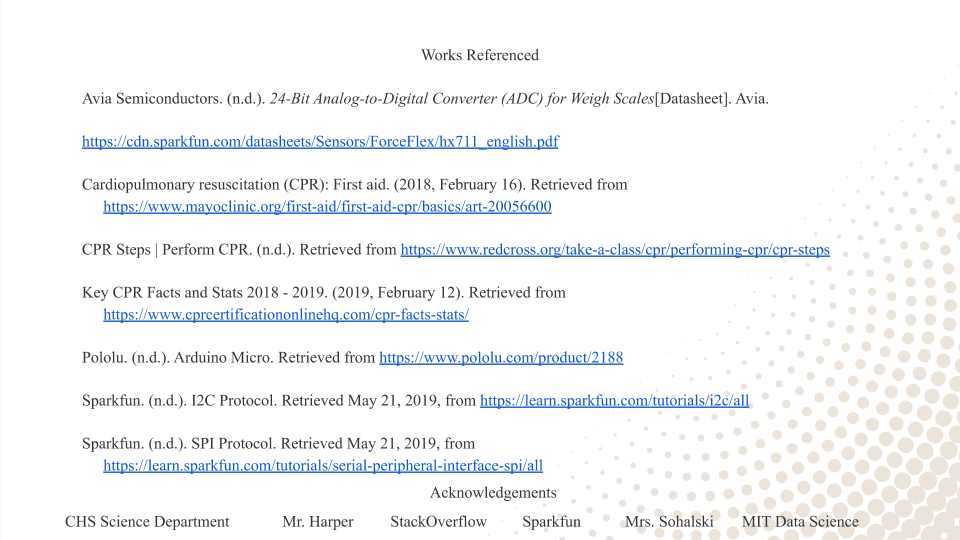 Works Referenced
Avia Semiconductors. (n.d.). 24-Bit Analog-to-Digital Converter (ADC) for Weigh Scales[Datasheet]. Avia.
https://cdn.sparkfun.com/datasheets/Sensors/ForceFlex/hx711_english.pdf
Cardiopulmonary resuscitation (CPR): First aid. (2018, February 16). Retrieved from
https://www.mayoclinic.org/first-aid/first-aid-cpr/basics/art-20056600
CPR Steps | Perform CPR. (n.d.). Retrieved from https://www.redcross.org/take-a-class/cpr/performing-cpr/cpr-steps
Key CPR Facts and Stats 2018 - 2019. (2019, February 12). Retrieved from
https://www.cprcertificationonlinehq.com/cpr-facts-stats/
Pololu. (n.d.). Arduino Micro. Retrieved from https://www.pololu.com/product/2188
Sparkfun. (n.d.). I2C Protocol. Retrieved May 21, 2019, from https://learn.sparkfun.com/tutorials/i2c/all
Sparkfun. (n.d.). SPI Protocol. Retrieved May 21, 2019, from
https://learn.sparkfun.com/tutorials/serial-peripheral-interface-spi/all
Acknowledgements
CHS Science Department Mr. Harper StackOverflow Sparkfun Mrs. Sohalski MIT Data Science